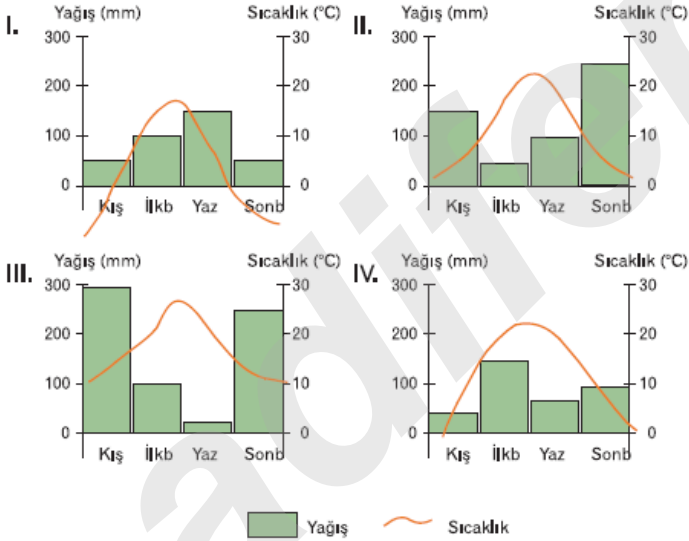 I. Yağış (mm) Sıcaklık (°C)
300 30
200 20
100 10
0 0
Kış İlkb Yaz Sonb
II. Yağış (mm) Sıcaklık (°C)
300 30
200 20
100 10
0 0
Kış İlkb Yaz Sonb
III. Yağış (mm) Sıcaklık (°C)
300 30
200 20
100 10
0 0
Kış İlkb Yaz Sonb
IV. Yağış (mm) Sıcaklık (°C)
300 30
200 20
100 10
0 0
Kış İlkb Yaz Sonb
Yağış Sıcaklık